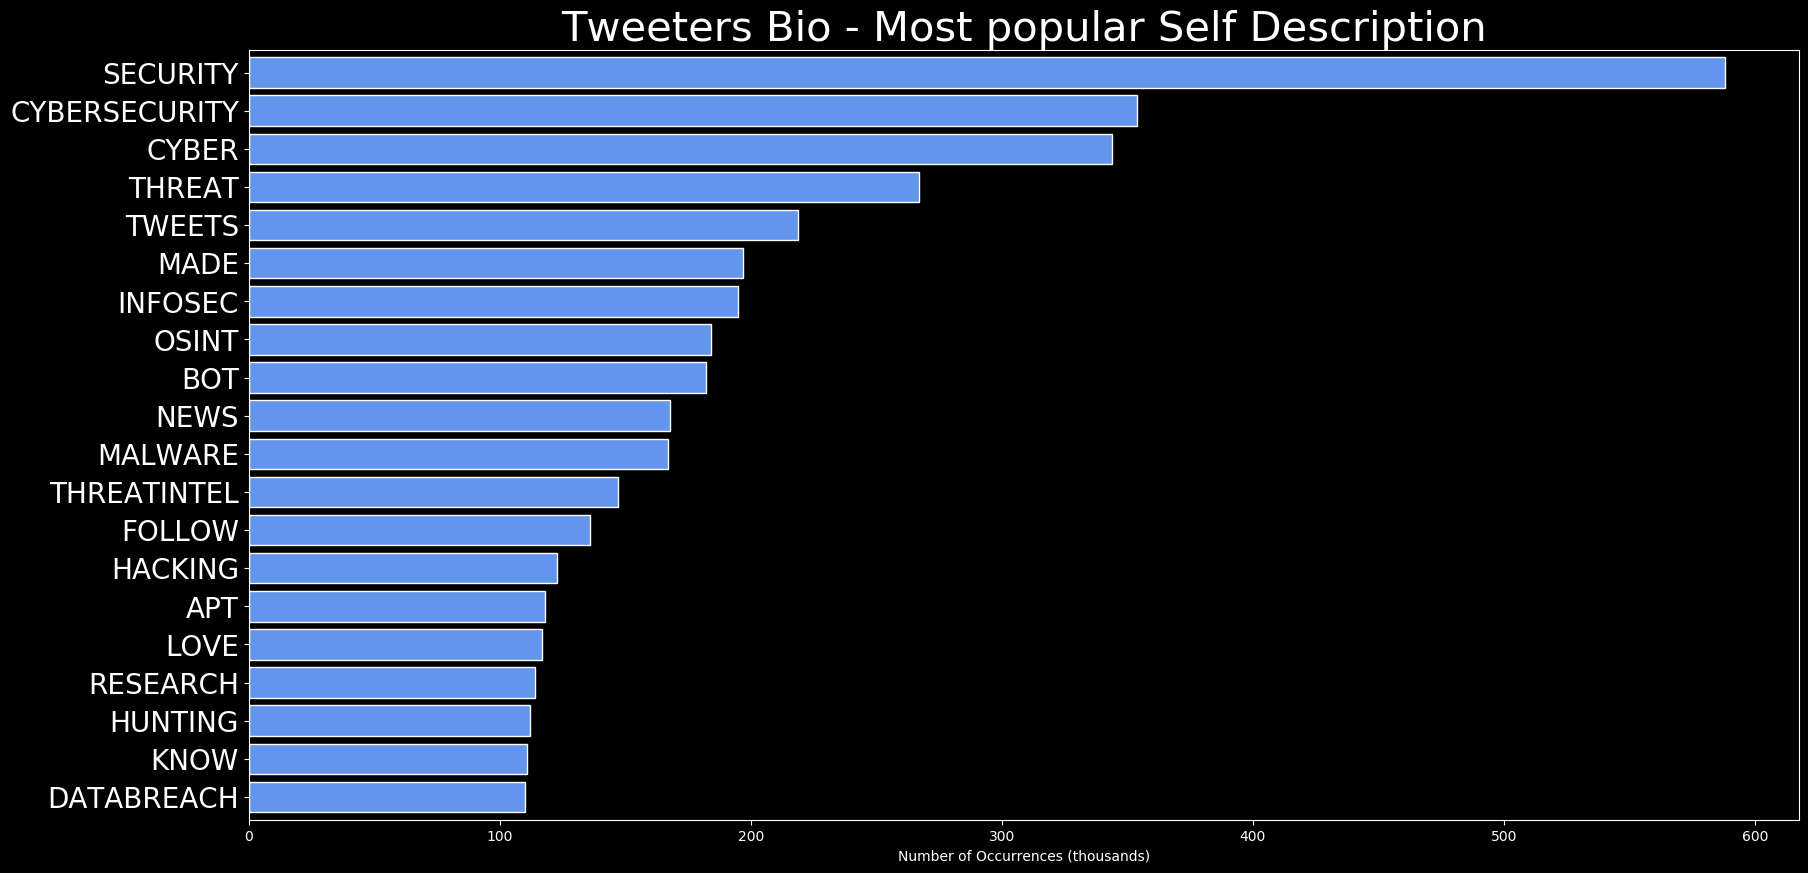 Tweeters Bio - Most popular Self Description
SECURITY
CYBERSECURITY
CYBER
THREAT
TWEETS
MADE
INFOSEC
OSINT
BOT
NEWS
MALWARE
THREATINTEL
FOLLOW
HACKING
APT
LOVE
RESEARCH
HUNTING
KNOW
DATABREACH
0 100 200 300 400 500 600
Number of Occurrences (thousands)